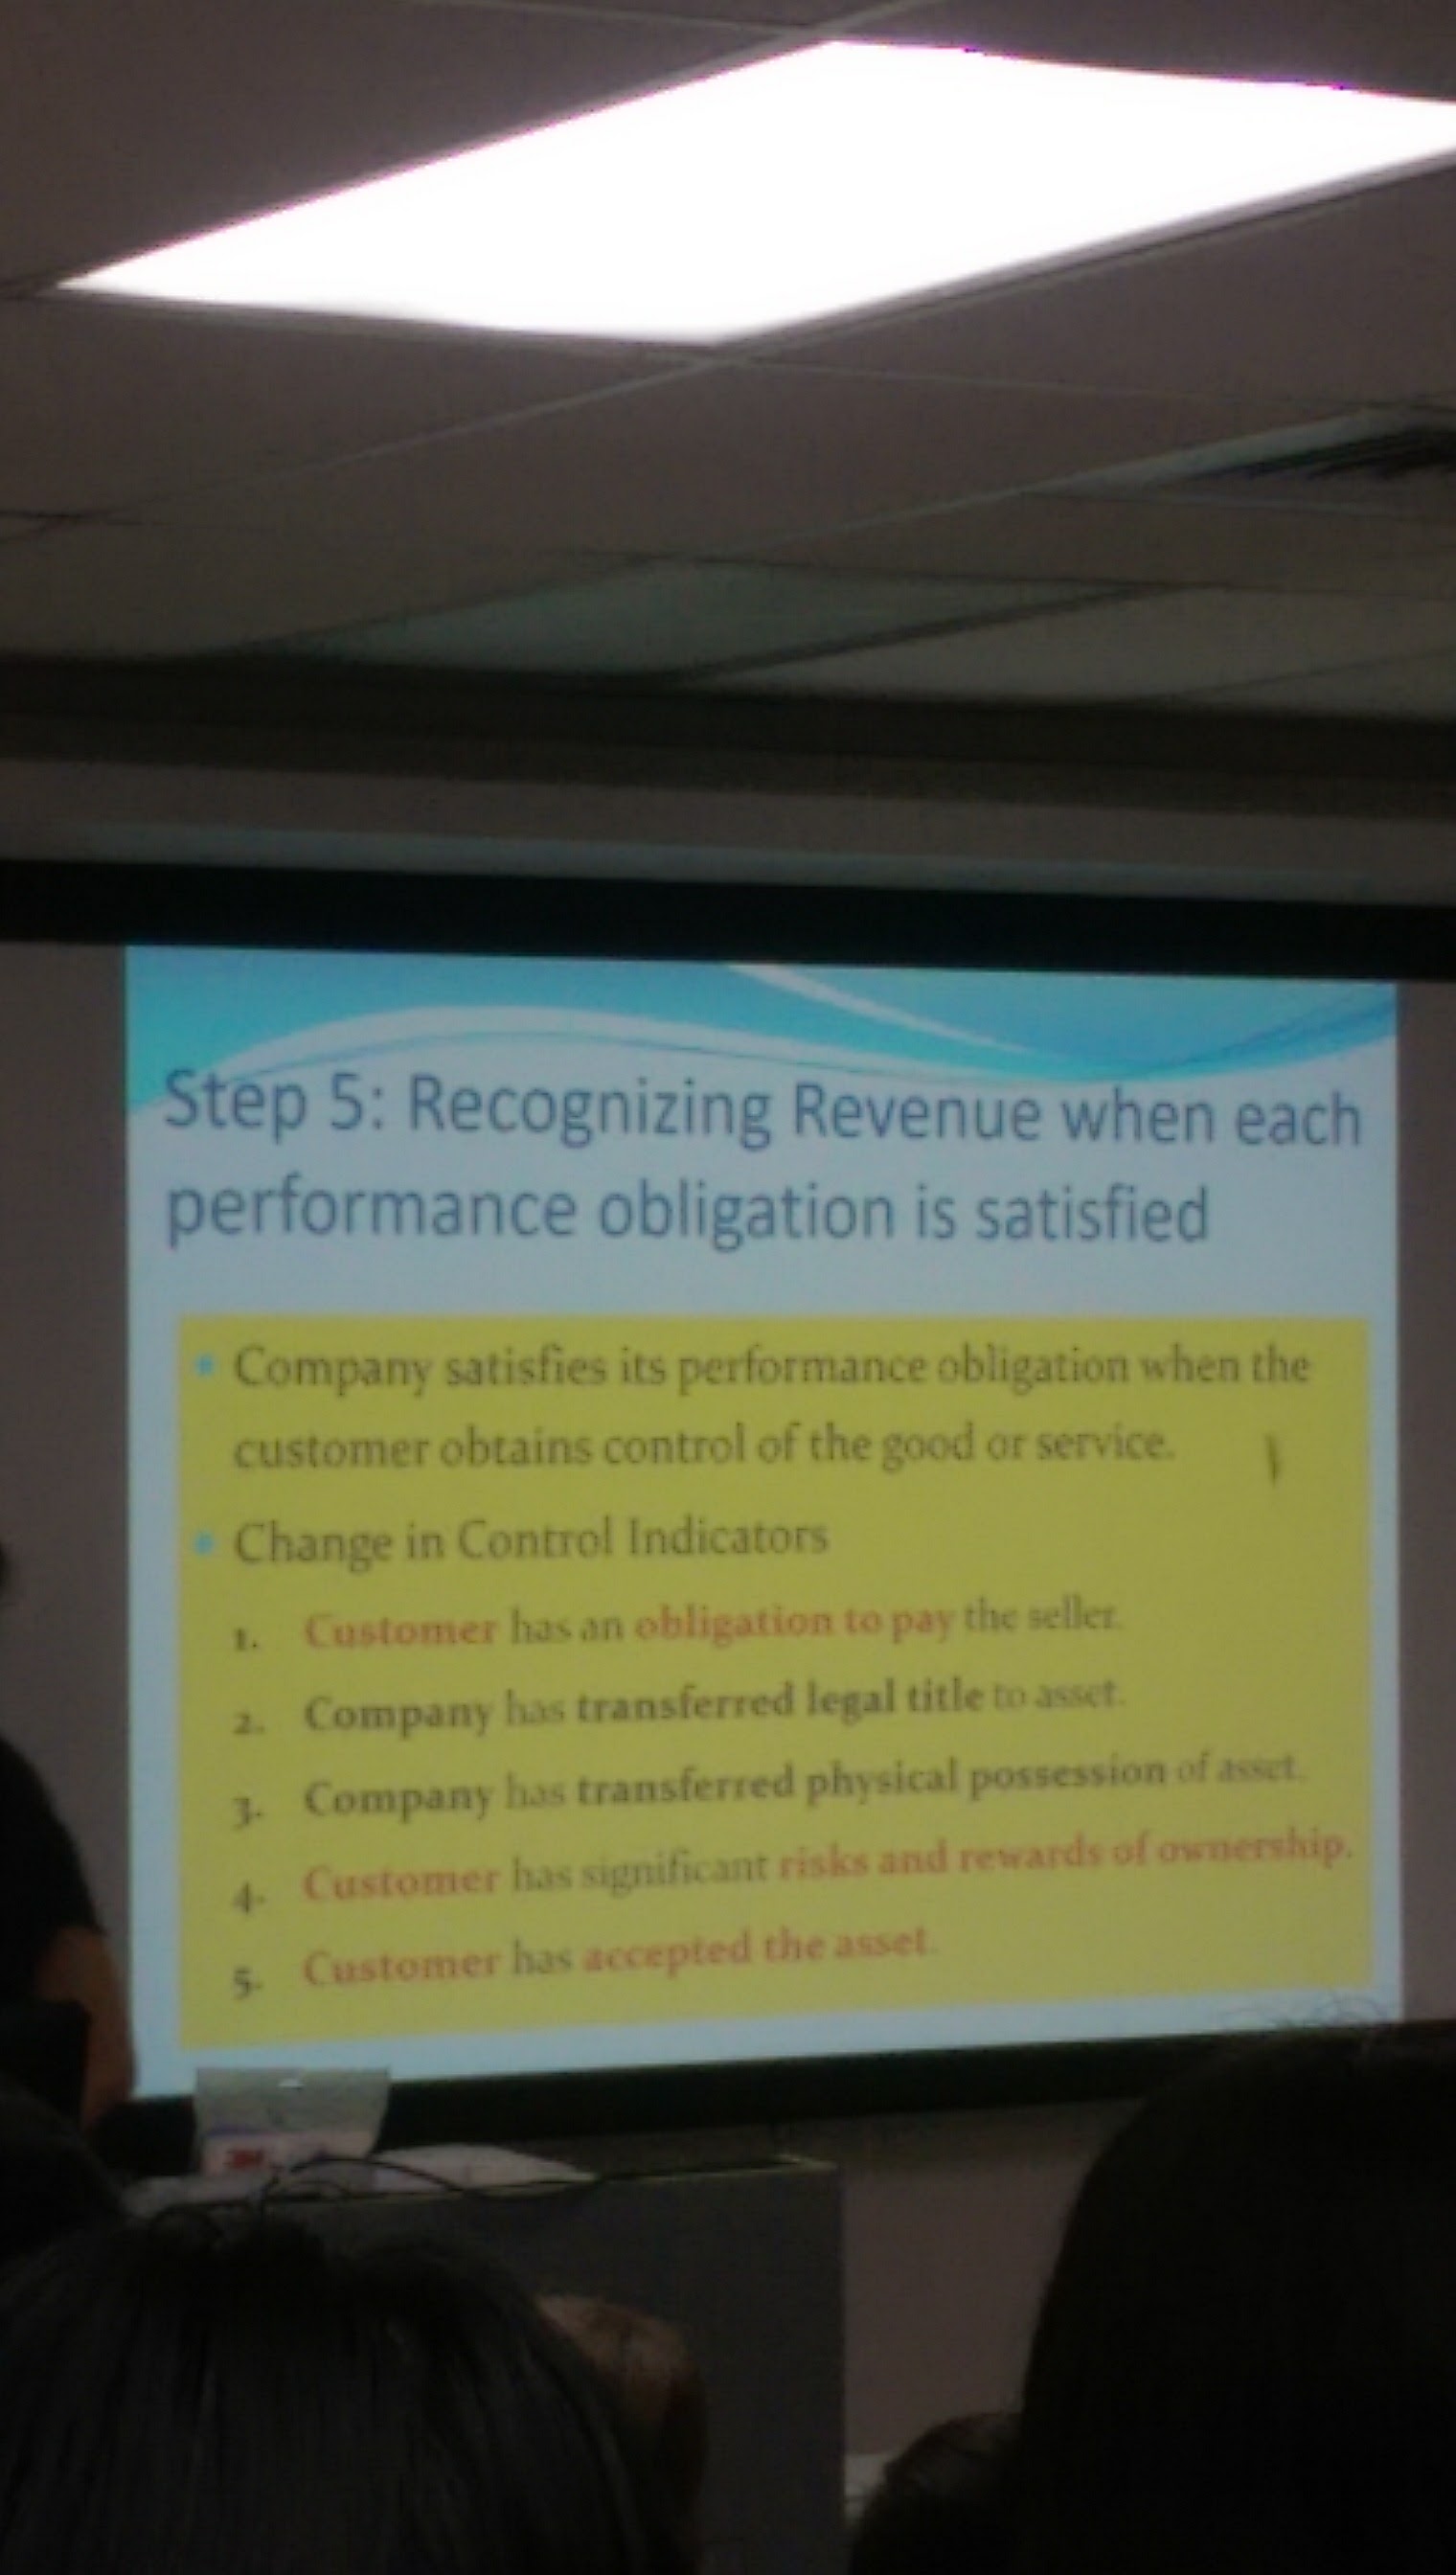 Step 5: Recognizing Revenue when each
performance obligation is satisfied
• Company satisfies its performance obligation when the
customer obtains control of the good or service.
• Change in Control Indicators
1. Customer has an obligation to pay the seller.
2. Company has transferred legal title to asset.
3. Company has transferred physical possession of asset.
4. Customer has significant risks and rewards of ownership.
5. Customer has accepted the asset.
3M